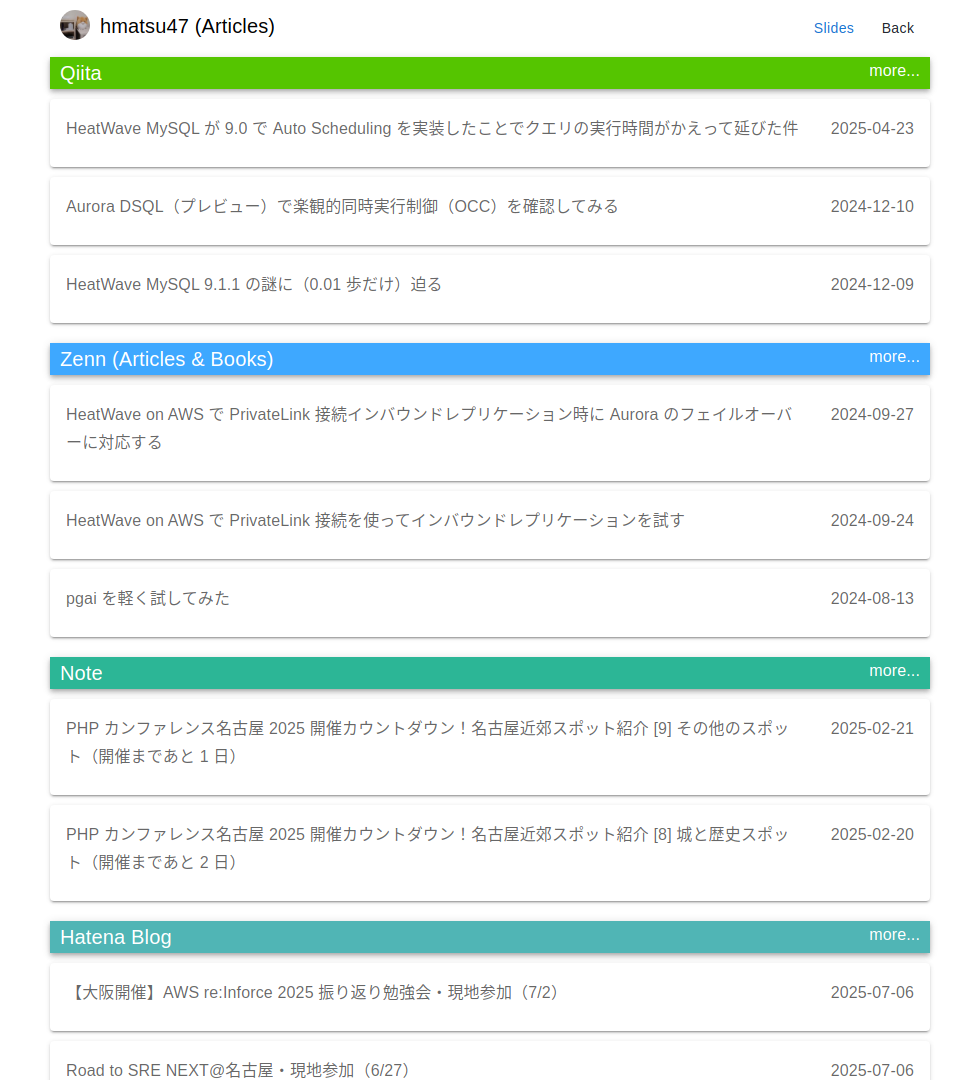 hmatsu47 (Articles)
Slides
Back
Qiita
more...
HeatWave MySQL が 9.0 で Auto Scheduling を実装したことでクエリの実行時間がかえって延びた件
2025-04-23
Aurora DSQL（プレビュー）で楽観的同時実行制御（OCC）を確認してみる
2024-12-10
HeatWave MySQL 9.1.1 の謎に（0.01 歩だけ）迫る
2024-12-09
Zenn (Articles & Books)
more...
HeatWave on AWS で PrivateLink 接続インバウンドレプリケーション時に Aurora のフェイルオーバ
ーに対応する
2024-09-27
HeatWave on AWS で PrivateLink 接続を使ってインバウンドレプリケーションを試す
2024-09-24
pgai を軽く試してみた
2024-08-13
Note
more...
PHP カンファレンス名古屋 2025 開催カウントダウン！名古屋近郊スポット紹介 [9] その他のスポッ
ト（開催まであと 1 日）
2025-02-21
PHP カンファレンス名古屋 2025 開催カウントダウン！名古屋近郊スポット紹介 [8] 城と歴史スポッ
ト（開催まであと 2 日）
2025-02-20
Hatena Blog
more...
【大阪開催】AWS re:Inforce 2025 振り返り勉強会・現地参加（7/2）
2025-07-06
Road to SRE NEXT@名古屋・現地参加（6/27）
2025-07-06